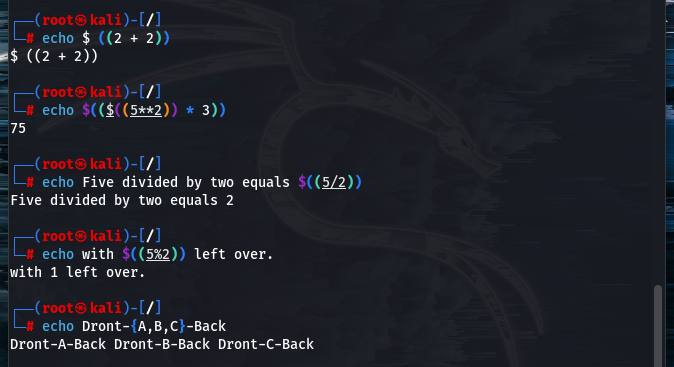 ┌──(root㉿kali)-[/]
└─# echo $ ((2 + 2))
$ ((2 + 2))
┌──(root㉿kali)-[/]
└─# echo $(($((5**2)) * 3))
75
┌──(root㉿kali)-[/]
└─# echo Five divided by two equals $((5/2))
Five divided by two equals 2
┌──(root㉿kali)-[/]
└─# echo with $((5%2)) left over.
with 1 left over.
┌──(root㉿kali)-[/]
└─# echo Dront-{A,B,C}-Back
Dront-A-Back Dront-B-Back Dront-C-Back